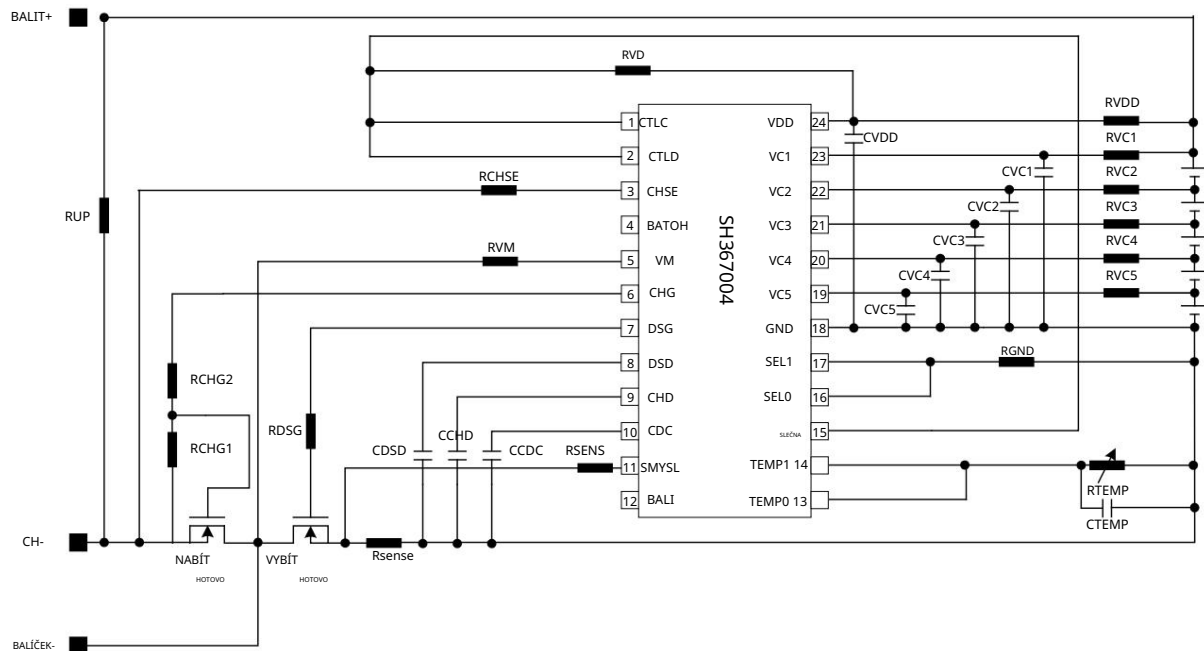 BALIT+
RVD
1 CTLC
VDD 24
RVDD
CVDD
2 CTLD
VC1 23
RVC1
RCHSE
3 CHSE
VC2 22
CVC1
RVC2
RUP
4 BATOH
VC3 21
CVC2
RVC3
RVM
5 VM
VC4 20
CVC3
RVC4
6 CHG
VC5 19
CVC4
RVC5
CVC5
SH367004
7 DSG
GND 18
8 DSD
SEL1 17
RGND
RCHG2
9 CHD
SEL0 16
RDSG
RCHG1
CDSD
CCHD
CCDC
10 CDC
SLEČNA 15
RSENS
11 SMYSL
TEMP1 14
RTEMP
12 BALI
TEMP0 13
CTEMP
CH-
NABÍT
HOTOVO
VYBÍT
HOTOVO
Rsense
BALÍČEK-